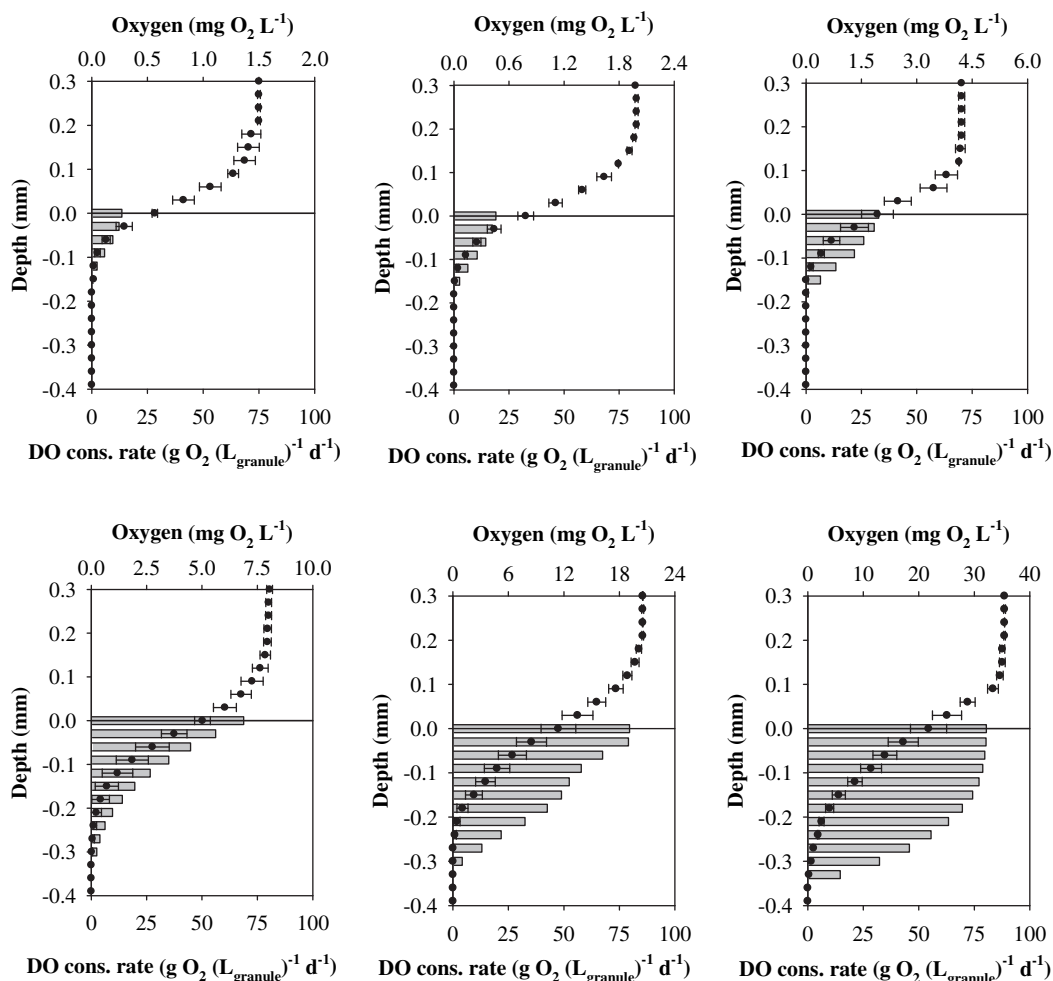 Oxygen (mg O2 L-1) Oxygen (mg O2 L-1) Oxygen (mg O2 L-1)
0.0 0.5 1.0 1.5 2.0 0.0 0.6 1.2 1.8 2.4 0.0 1.5 3.0 4.5 6.0
0.3 0.3 0.3
0.2 0.2 0.2
0.1 0.1 0.1
0.0 0.0 0.0
-0.1 -0.1 -0.1
-0.2 -0.2 -0.2
-0.3 -0.3 -0.3
-0.4 -0.4 -0.4
Depth (mm) Depth (mm) Depth (mm)
0 25 50 75 100 0 25 50 75 100 0 25 50 75 100
DO cons. rate (g O2 (Lgranule)-1 d-1) DO cons. rate (g O2 (Lgranule)-1 d-1) DO cons. rate (g O2 (Lgranule)-1 d-1)
Oxygen (mg O2 L-1) Oxygen (mg O2 L-1) Oxygen (mg O2 L-1)
0.0 2.5 5.0 7.5 10.0 0 6 12 18 24 0 10 20 30 40
0.3 0.3 0.3
0.2 0.2 0.2
0.1 0.1 0.1
0.0 0.0 0.0
-0.1 -0.1 -0.1
-0.2 -0.2 -0.2
-0.3 -0.3 -0.3
-0.4 -0.4 -0.4
Depth (mm) Depth (mm) Depth (mm)
0 25 50 75 100 0 25 50 75 100 0 25 50 75 100
DO cons. rate (g O2 (Lgranule)-1 d-1) DO cons. rate (g O2 (Lgranule)-1 d-1) DO cons. rate (g O2 (Lgranule)-1 d-1)